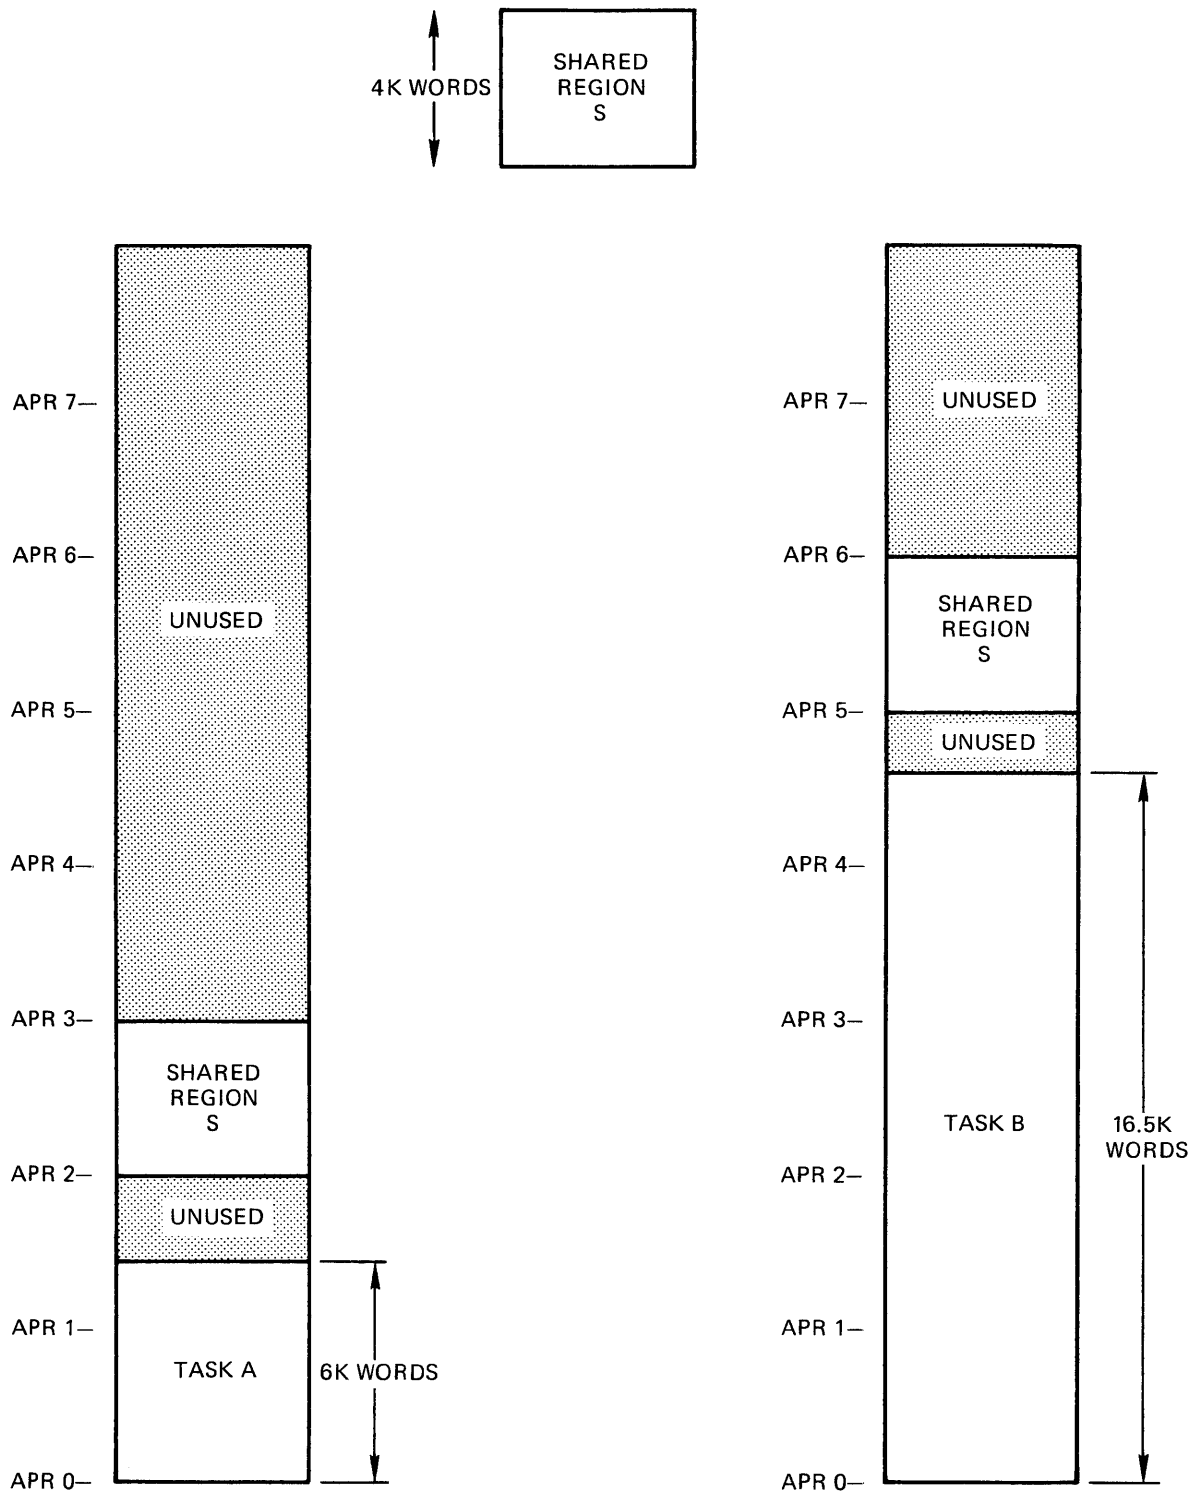 SHARED
REGION
S
4K WORDS
APR 7—
UNUSED
APR 6—
APR 5—
APR 4—
APR 3—
SHARED
REGION
S
APR 2—
UNUSED
APR 1—
TASK A
6K WORDS
APR 0—
APR 7—
UNUSED
APR 6—
SHARED
REGION
S
APR 5—
UNUSED
APR 4—
APR 3—
TASK B
16.5K
WORDS
APR 2—
APR 1—
APR 0—